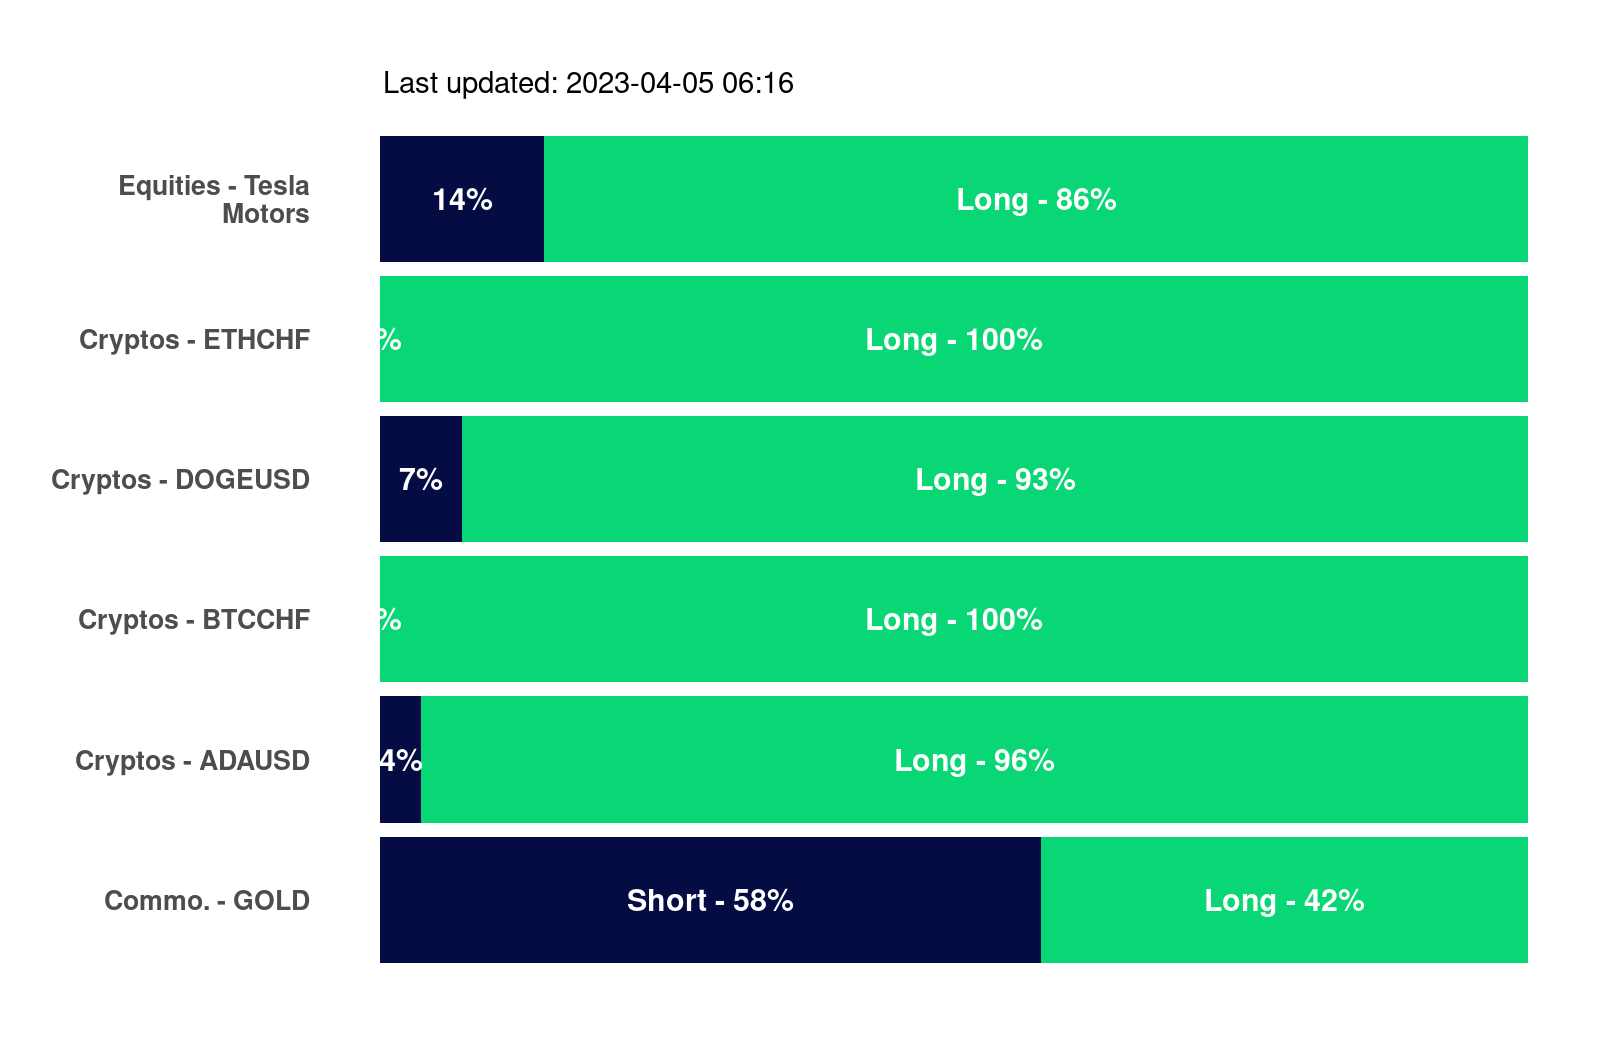 Last updated: 2023-04-05 06:16
Equities - Tesla
Motors
14%
Long - 86%
Cryptos - ETHCHF
%
Long - 100%
Cryptos - DOGEUSD
7%
Long - 93%
Cryptos - BTCCHF
%
Long - 100%
Cryptos - ADAUSD
4%
Long - 96%
Commo. - GOLD
Short - 58%
Long - 42%